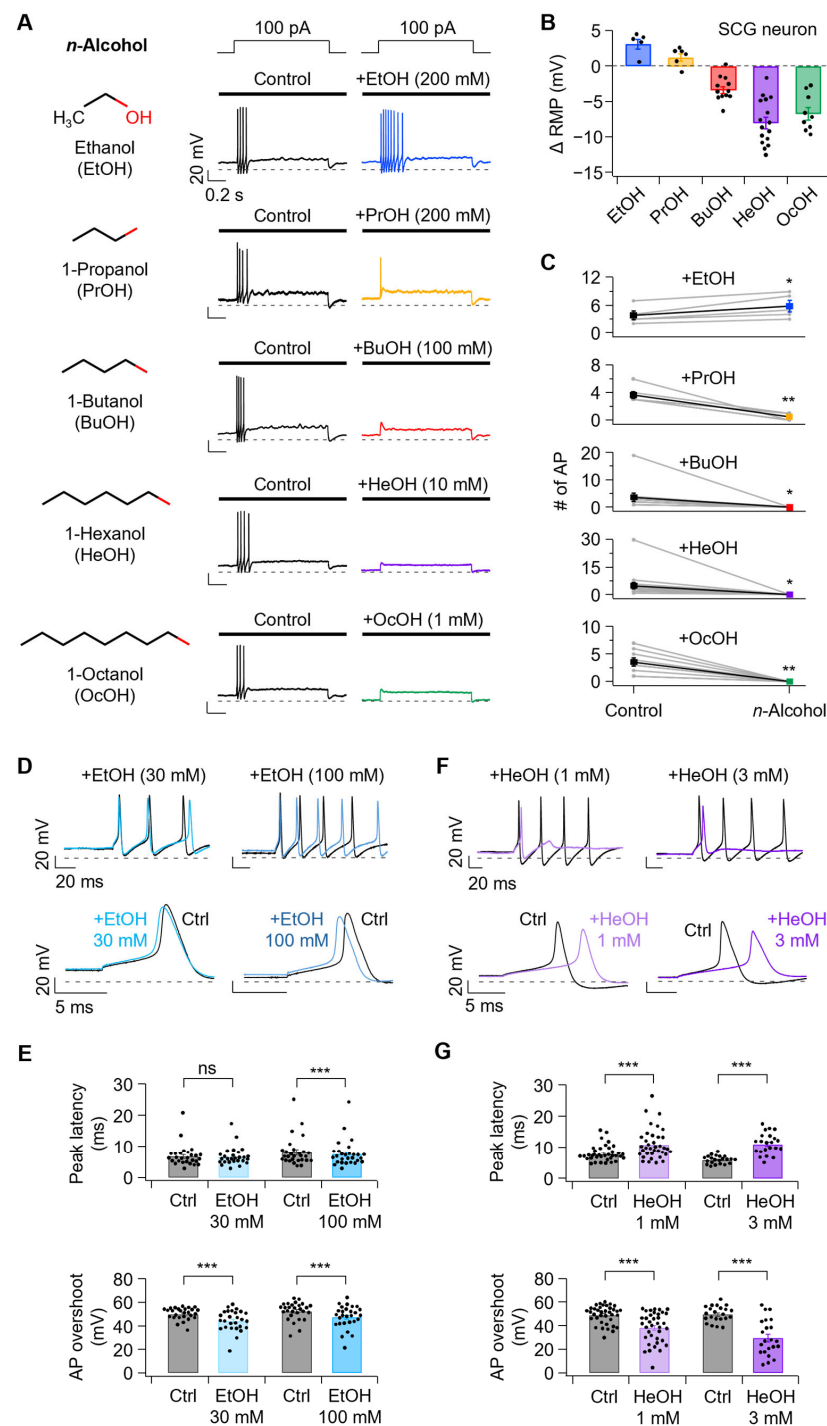 A
n-Alcohol
100 pA
100 pA
Control
+EtOH (200 mM)
H3C
OH
Ethanol
(EtOH)
20 mV
0.2 s
Control
+PrOH (200 mM)
1-Propanol
(PrOH)
Control
+BuOH (100 mM)
1-Butanol
(BuOH)
Control
+HeOH (10 mM)
1-Hexanol
(HeOH)
Control
+OcOH (1 mM)
1-Octanol
(OcOH)
B
SCG neuron
Δ RMP (mV)
5
0
−5
−10
−15
EtOH
PrOH
BuOH
HeOH
OcOH
C
# of AP
+EtOH
12
6
0
*
+PrOH
8
4
0
**
+BuOH
20
10
0
*
+HeOH
30
15
0
*
+OcOH
10
5
0
**
Control
n-Alcohol
D
+EtOH (30 mM)
+EtOH (100 mM)
20 mV
20 ms
+EtOH
30 mM
Ctrl
+EtOH
100 mM
Ctrl
20 mV
5 ms
E
ns
***
Peak latency
(ms)
30
20
10
0
Ctrl
EtOH
30 mM
Ctrl
EtOH
100 mM
***
***
AP overshoot
(mV)
80
60
40
20
0
Ctrl
EtOH
30 mM
Ctrl
EtOH
100 mM
F
+HeOH (1 mM)
+HeOH (3 mM)
20 mV
20 ms
Ctrl
+HeOH
1 mM
Ctrl
+HeOH
3 mM
20 mV
5 ms
G
***
***
Peak latency
(ms)
30
20
10
0
Ctrl
HeOH
1 mM
Ctrl
HeOH
3 mM
***
***
AP overshoot
(mV)
80
60
40
20
0
Ctrl
HeOH
1 mM
Ctrl
HeOH
3 mM